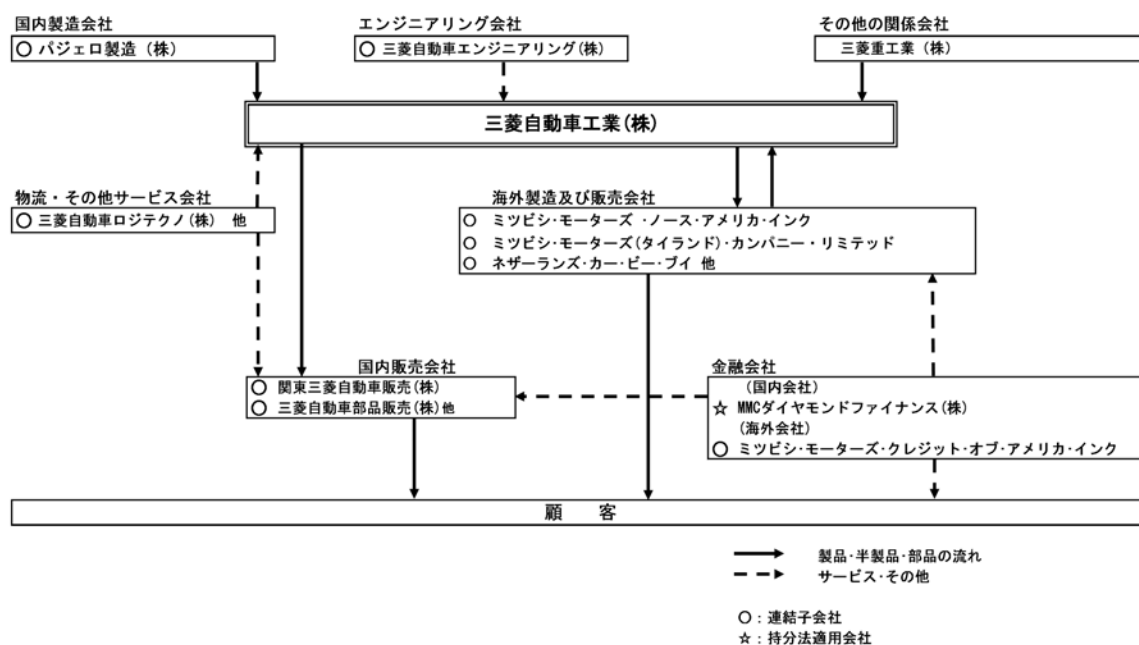 国内製造会社
○ パジェロ製造（株）
エンジニアリング会社
○ 三菱自動車エンジニアリング(株)
その他の関係会社
三菱重工業（株）
三菱自動車工業(株)
物流・その他サービス会社
○ 三菱自動車ロジテクノ(株) 他
海外製造及び販売会社
○ ミツビシ・モーターズ・ノース・アメリカ・インク
○ ミツビシ・モーターズ(タイランド)・カンパニー・リミテッド
○ ネザーランズ・カー・ビー・ブイ 他
国内販売会社
○ 関東三菱自動車販売(株)
○ 三菱自動車部品販売(株)他
金融会社
（国内会社）
☆ MMCダイヤモンドファイナンス(株)
（海外会社）
○ ミツビシ・モーターズ・クレジット・オブ・アメリカ・インク
顧 客
製品・半製品・部品の流れ
サービス・その他
○：連結子会社
☆：持分法適用会社